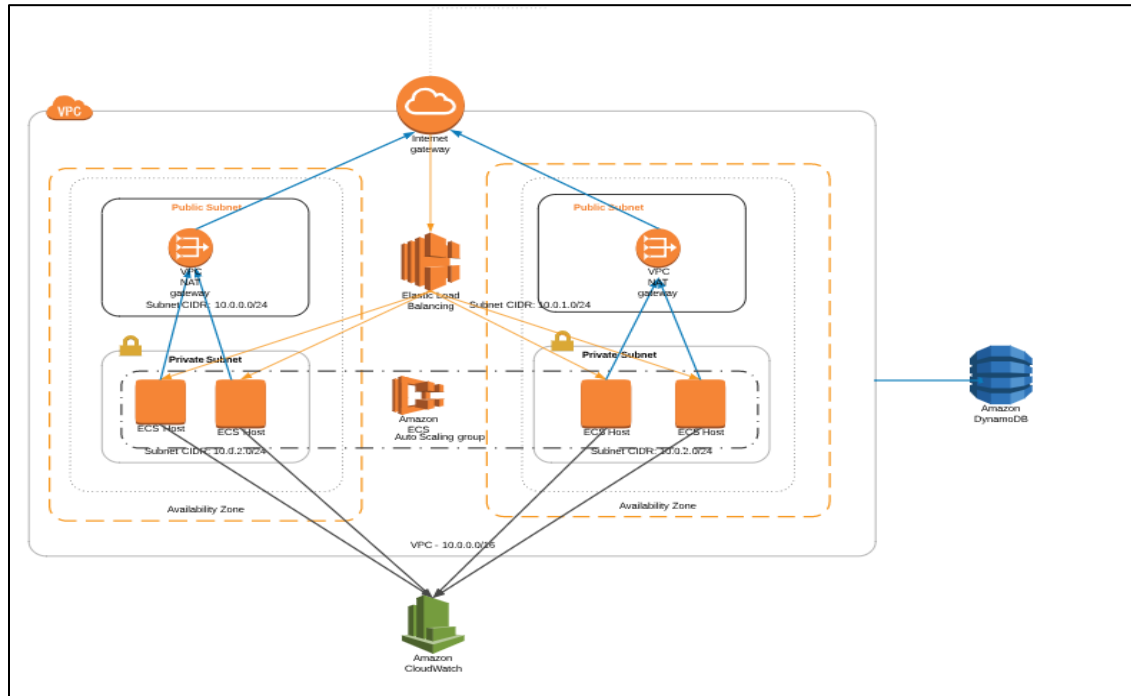 VPC
Internet
gateway
Public Subnet
Public Subnet
VPC
NAT
gateway
Subnet CIDR: 10.0.0.0/24
Elastic Load
Balancing
VPC
NAT
gateway
Subnet CIDR: 10.0.1.0/24
Private Subnet
Private Subnet
ECS Host
ECS Host
Amazon
ECS
Auto Scaling group
ECS Host
ECS Host
Subnet CIDR: 10.0.2.0/24
Subnet CIDR: 10.0.2.0/24
Availability Zone
Availability Zone
VPC - 10.0.0.0/16
Amazon
DynamoDB
Amazon
CloudWatch